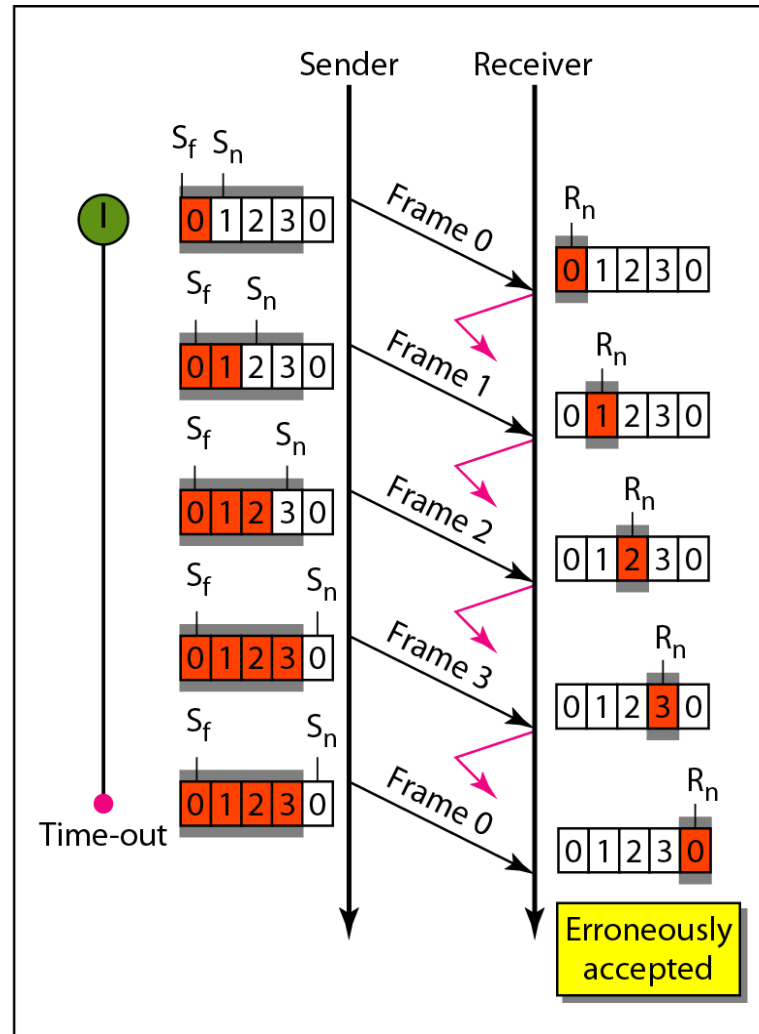 Sender Receiver
Sf Sn
0 1 2 3 0
Frame 0
Rn
0 1 2 3 0
Sf Sn
0 1 2 3 0
Frame 1
Rn
0 1 2 3 0
Sf Sn
0 1 2 3 0
Frame 2
Rn
0 1 2 3 0
Sf Sn
0 1 2 3 0
Frame 3
Rn
0 1 2 3 0
Sf Sn
0 1 2 3 0
Frame 0
Rn
0 1 2 3 0
Time-out
Erroneously
accepted